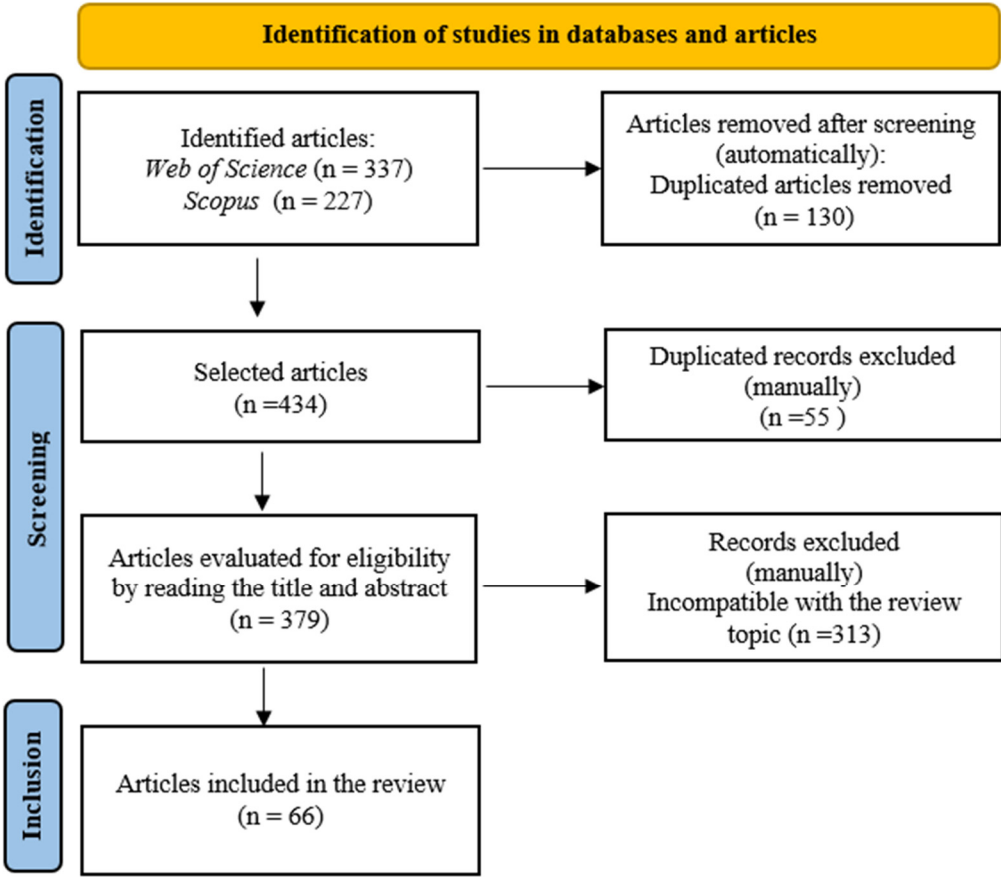 Identification of studies in databases and articles
Identification
Identified articles:
Web of Science (n = 337)
Scopus (n = 227)
Articles removed after screening
(automatically):
Duplicated articles removed
(n = 130)
Screening
Selected articles
(n =434)
Duplicated records excluded
(manually)
(n =55 )
Articles evaluated for eligibility
by reading the title and abstract
(n = 379)
Records excluded
(manually)
Incompatible with the review
topic (n =313)
Inclusion
Articles included in the review
(n = 66)